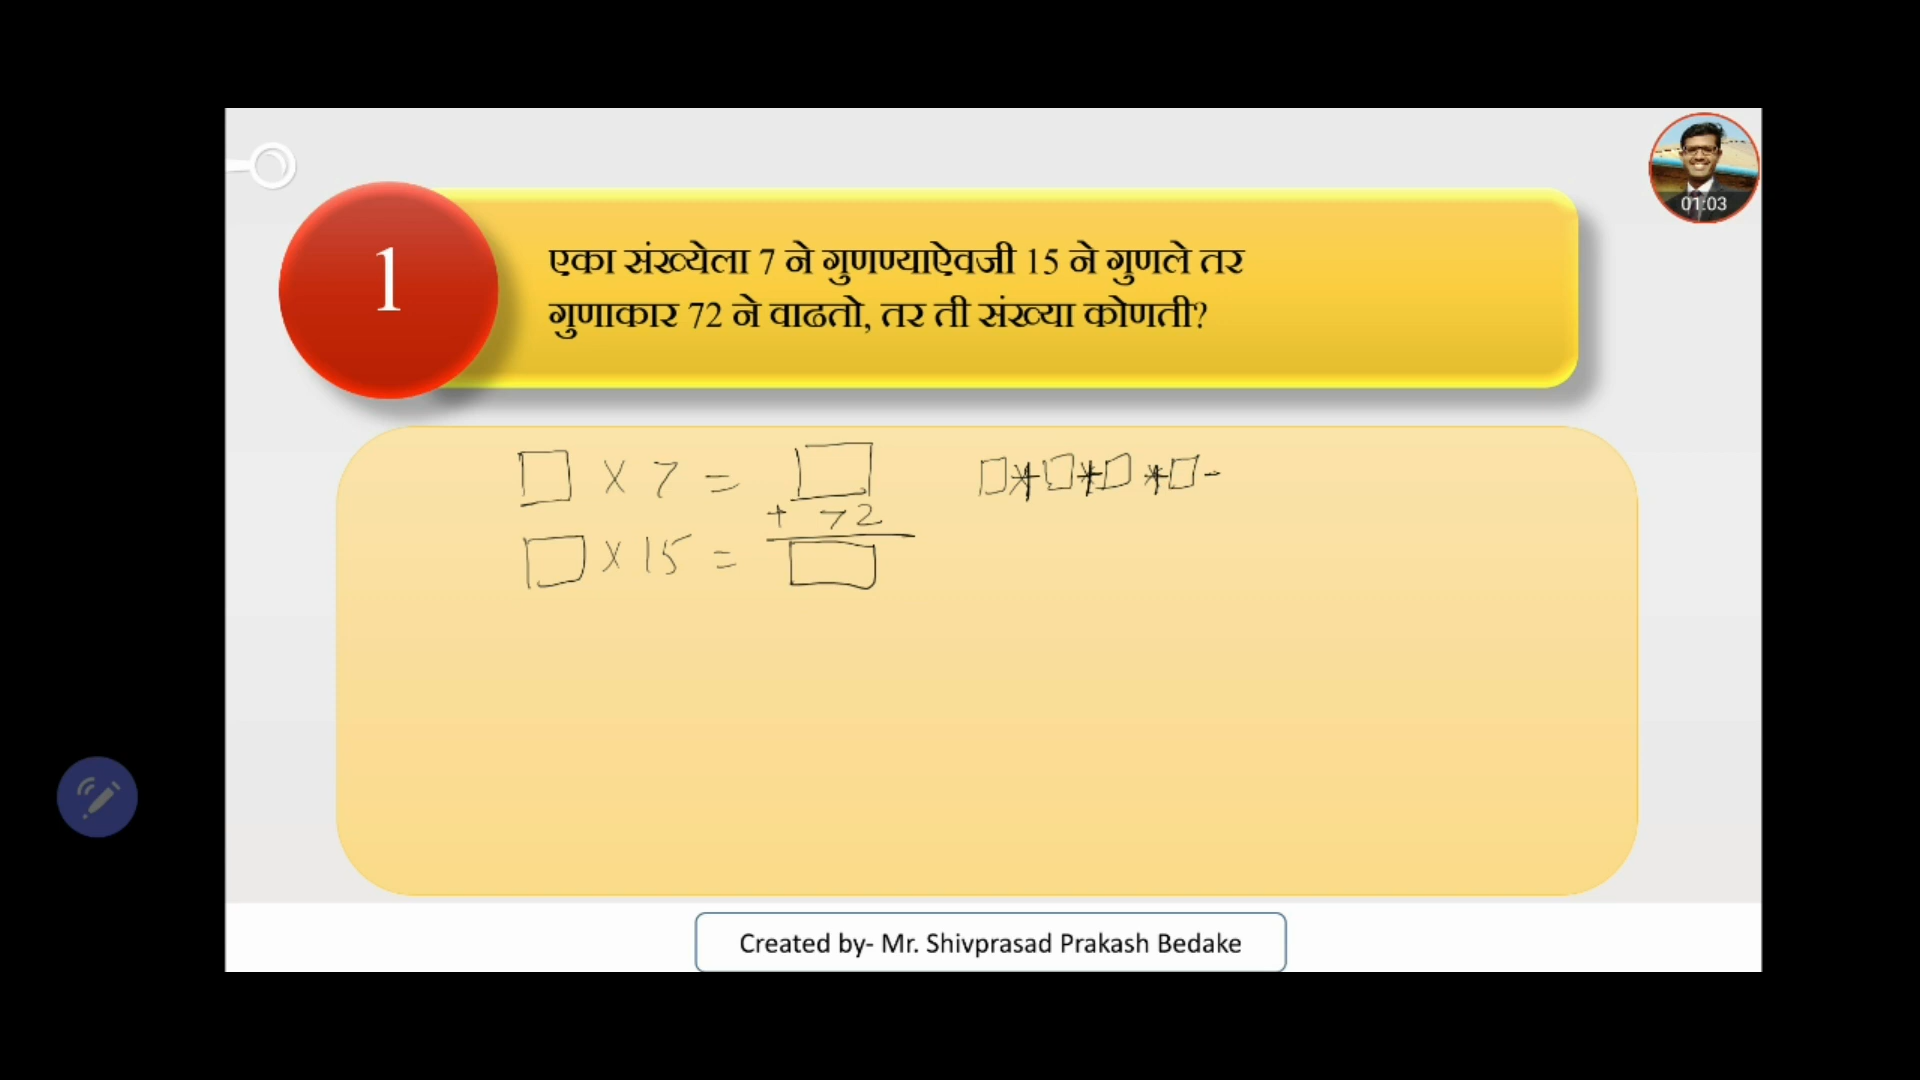 01:03
1
एका संख्येला 7 ने गुणण्याऐवजी 15 ने गुणले तर
गुणाकार 72 ने वाढतो, तर ती संख्या कोणती?
□ × 7 = □ □+□+□+□-
+ 72
□ × 15 = □
Created by- Mr. Shivprasad Prakash Bedake